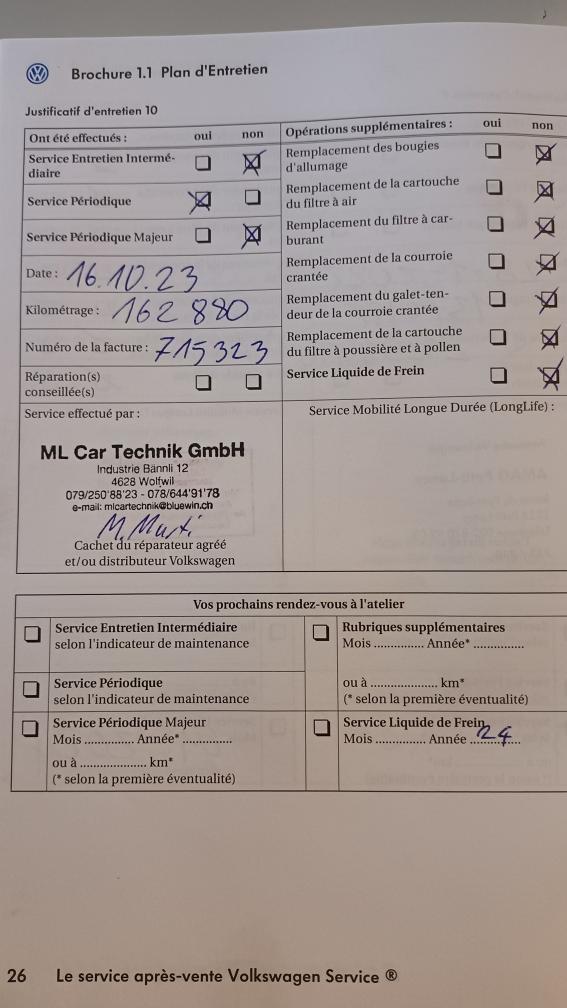 Brochure 1.1 Plan d'Entretien
Justificatif d'entretien 10
Ont été effectués : oui non
Service Entretien Intermé-
diaire
Service Périodique
Service Périodique Majeur
Date : 16.10.23
Kilométrage : 162 880
Numéro de la facture : 715323
Réparation(s)
conseillée(s)
Opérations supplémentaires : oui non
Remplacement des bougies
d'allumage
Remplacement de la cartouche
du filtre à air
Remplacement du filtre à car-
burant
Remplacement de la courroie
crantée
Remplacement du galet-ten-
deur de la courroie crantée
Remplacement de la cartouche
du filtre à poussière et à pollen
Service Liquide de Frein
Service effectué par :
ML Car Technik GmbH
Industrie Bännli 12
4628 Wolfwil
079/250'88'23 - 078/644'91'78
e-mail: mlcartechnik@bluewin.ch
M. Marti
Cachet du réparateur agréé
et/ou distributeur Volkswagen
Service Mobilité Longue Durée (LongLife) :
Vos prochains rendez-vous à l'atelier
Service Entretien Intermédiaire
selon l'indicateur de maintenance
Service Périodique
selon l'indicateur de maintenance
Service Périodique Majeur
Mois ............... Année* ...............
ou à .................... km*
(* selon la première éventualité)
Rubriques supplémentaires
Mois ............... Année* ...............
ou à .................... km*
(* selon la première éventualité)
Service Liquide de Frein
Mois ............... Année 24
26 Le service après-vente Volkswagen Service ®